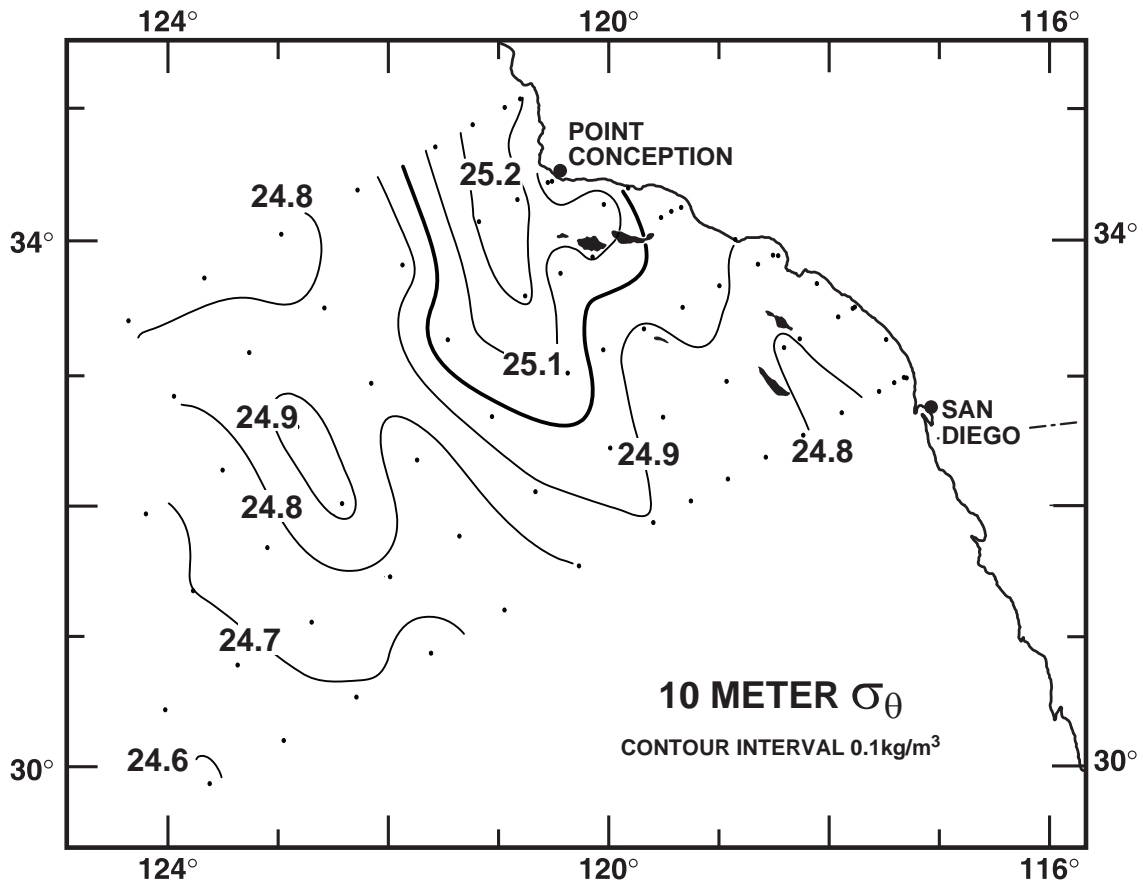 124° 120° 116°
POINT
CONCEPTION
25.2
24.8
34° 34°
25.1
24.9
SAN
DIEGO
24.9
24.8
24.8
24.7
10 METER σθ
CONTOUR INTERVAL 0.1kg/m³
24.6
30° 30°
124° 120° 116°